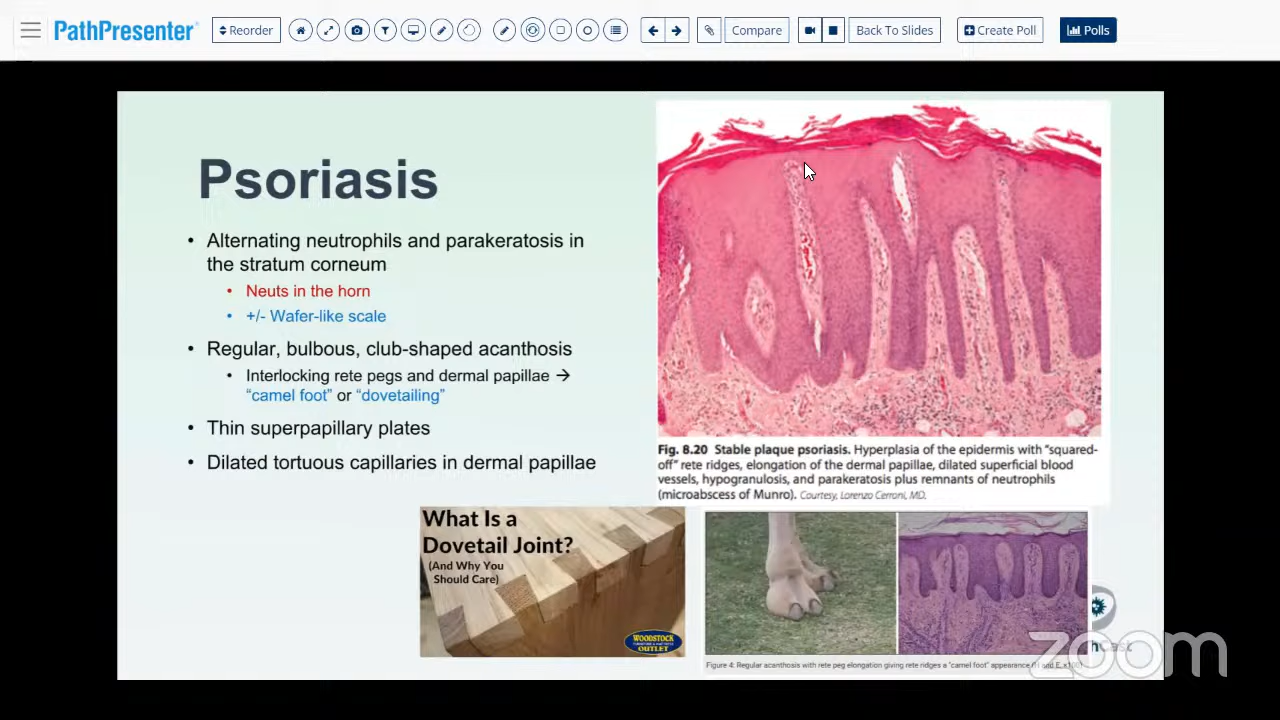 PathPresenter
Reorder
Compare
Back To Slides
Create Poll
Polls
Psoriasis
• Alternating neutrophils and parakeratosis in
the stratum corneum
• Neuts in the horn
• +/- Wafer-like scale
• Regular, bulbous, club-shaped acanthosis
• Interlocking rete pegs and dermal papillae →
“camel foot” or “dovetailing”
• Thin superpapillary plates
• Dilated tortuous capillaries in dermal papillae
Fig. 8.20 Stable plaque psoriasis. Hyperplasia of the epidermis with “squared-
off” rete ridges, elongation of the dermal papillae, dilated superficial blood
vessels, hypogranulosis, and parakeratosis plus remnants of neutrophils
(microabscess of Munro). Courtesy, Lorenzo Cerroni, MD.
What Is a
Dovetail Joint?
(And Why You
Should Care)
WOODSTOCK
OUTLET
Figure 4: Regular acanthosis with rete peg elongation giving rete ridges a "camel foot" appearance (H and E, x100)
zoom